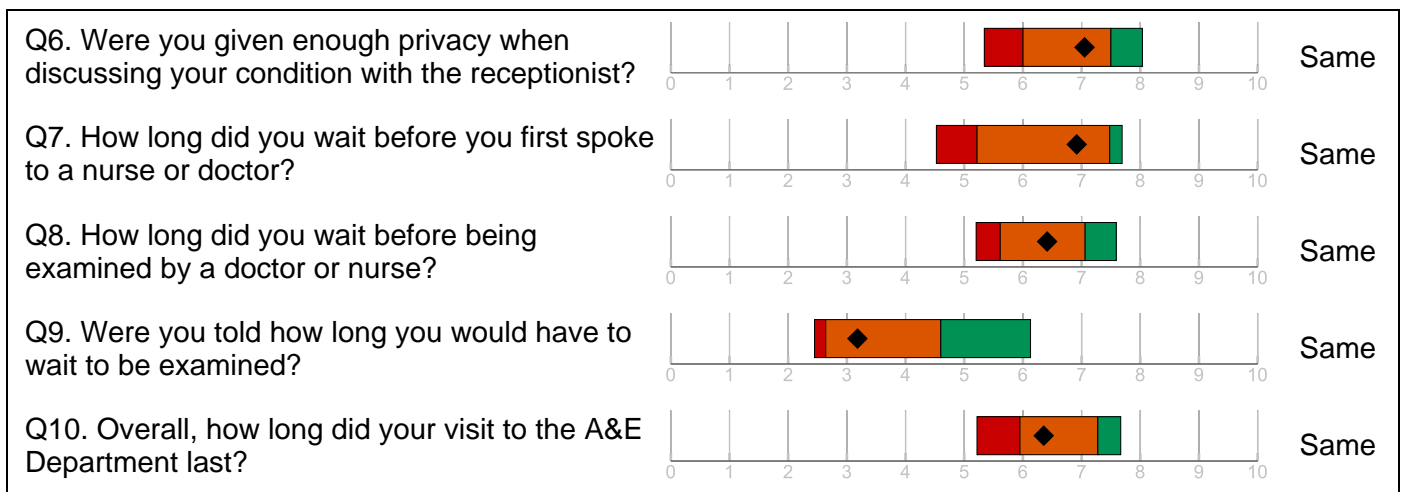 Q6. Were you given enough privacy when
discussing your condition with the receptionist?
0 1 2 3 4 5 6 7 8 9 10
Same
Q7. How long did you wait before you first spoke
to a nurse or doctor?
0 1 2 3 4 5 6 7 8 9 10
Same
Q8. How long did you wait before being
examined by a doctor or nurse?
0 1 2 3 4 5 6 7 8 9 10
Same
Q9. Were you told how long you would have to
wait to be examined?
0 1 2 3 4 5 6 7 8 9 10
Same
Q10. Overall, how long did your visit to the A&E
Department last?
0 1 2 3 4 5 6 7 8 9 10
Same